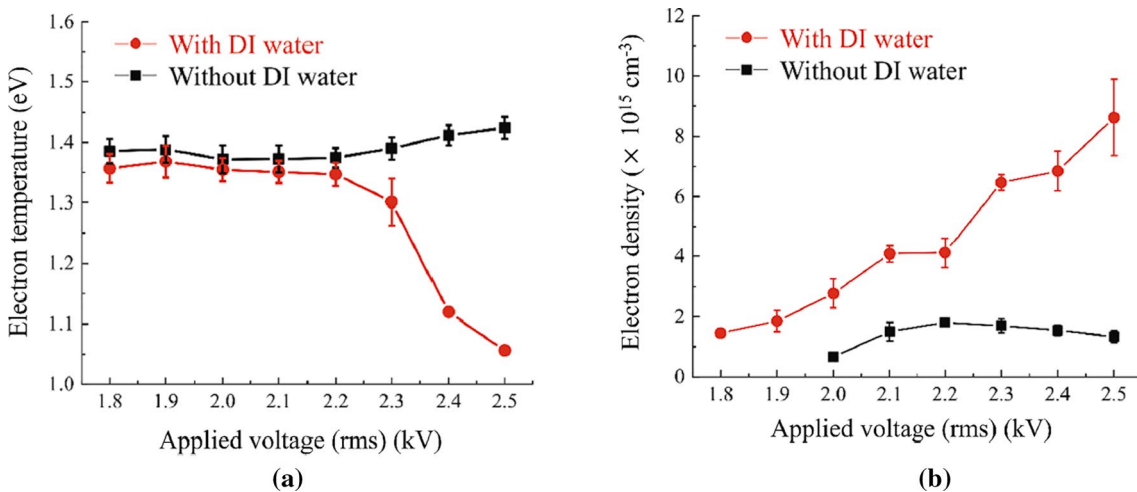 1.6
1.5
1.4
1.3
1.2
1.1
1.0
Electron temperature (eV)
With DI water
Without DI water
1.8 1.9 2.0 2.1 2.2 2.3 2.4 2.5
Applied voltage (rms) (kV)
(a)
12
10
8
6
4
2
0
Electron density (× 10¹⁵ cm⁻³)
With DI water
Without DI water
1.8 1.9 2.0 2.1 2.2 2.3 2.4 2.5
Applied voltage (rms) (kV)
(b)